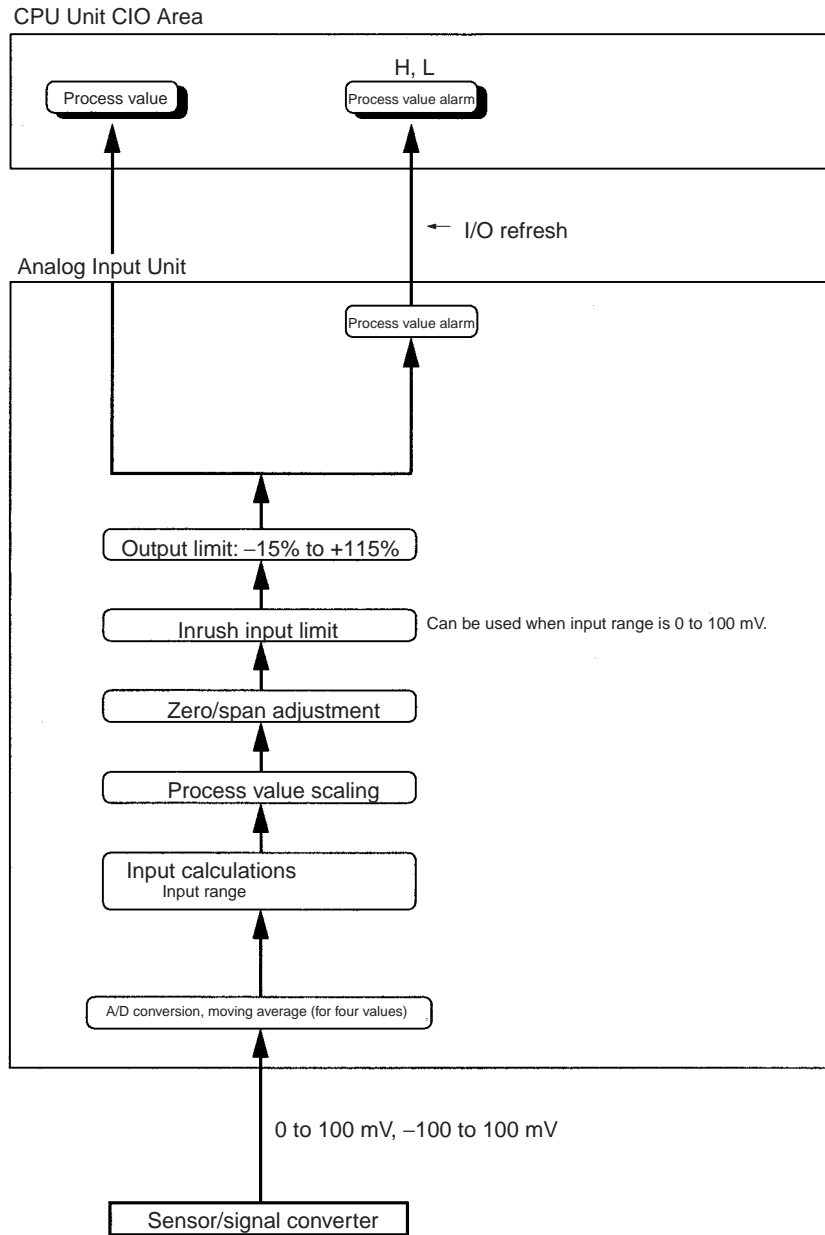 CPU Unit CIO Area
H, L
Process value
Process value alarm
I/O refresh
Analog Input Unit
Process value alarm
Output limit: –15% to +115%
Inrush input limit
Can be used when input range is 0 to 100 mV.
Zero/span adjustment
Process value scaling
Input calculations
Input range
A/D conversion, moving average (for four values)
0 to 100 mV, –100 to 100 mV
Sensor/signal converter